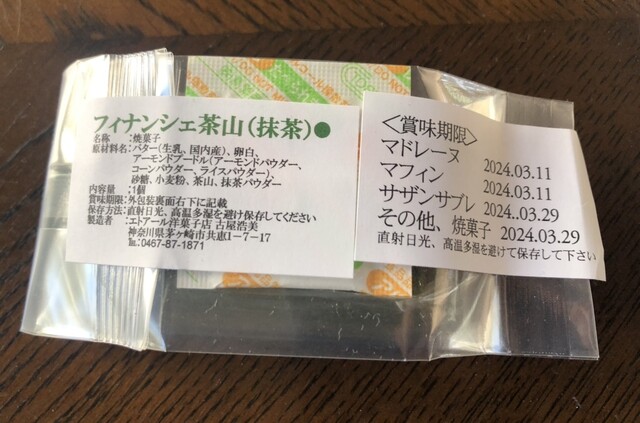 フィナンシェ茶山(抹茶)●
名称 :焼菓子
原材料名:バター(生乳、国内産)、卵白、
アーモンドプードル(アーモンドパウダー、
コーンパウダー、ライスパウダー)、
砂糖、小麦粉、茶山、抹茶パウダー
内容量 :1個
賞味期限:外包装裏面右下に記載
保存方法:直射日光、高温多湿を避け保存してください
製造者 :エトアール洋菓子店 古屋浩美
神奈川県茅ヶ崎市共恵1-7-17
℡:0467-87-1871
<賞味期限>
マドレーヌ 2024.03.11
マフィン 2024.03.11
サザンサブレ 2024.03.29
その他、焼菓子 2024.03.29
直射日光、高温多湿を避けて保存して下さい